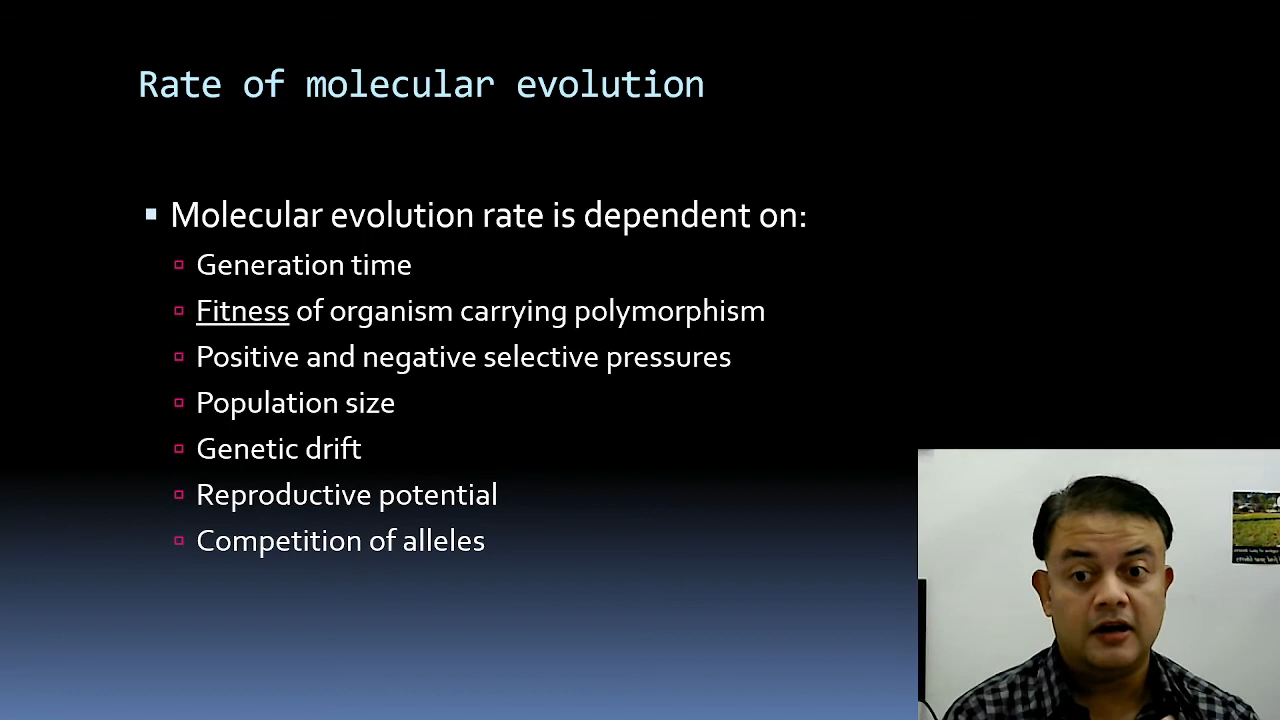 Rate of molecular evolution
Molecular evolution rate is dependent on:
Generation time
Fitness of organism carrying polymorphism
Positive and negative selective pressures
Population size
Genetic drift
Reproductive potential
Competition of alleles